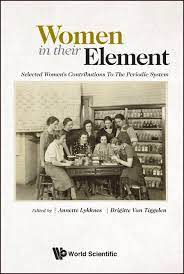 Women
in their
Element
Selected Women's Contributions To The Periodic System
Edited by Annette Lykknes Brigitte Van Tiggelen
World Scientific